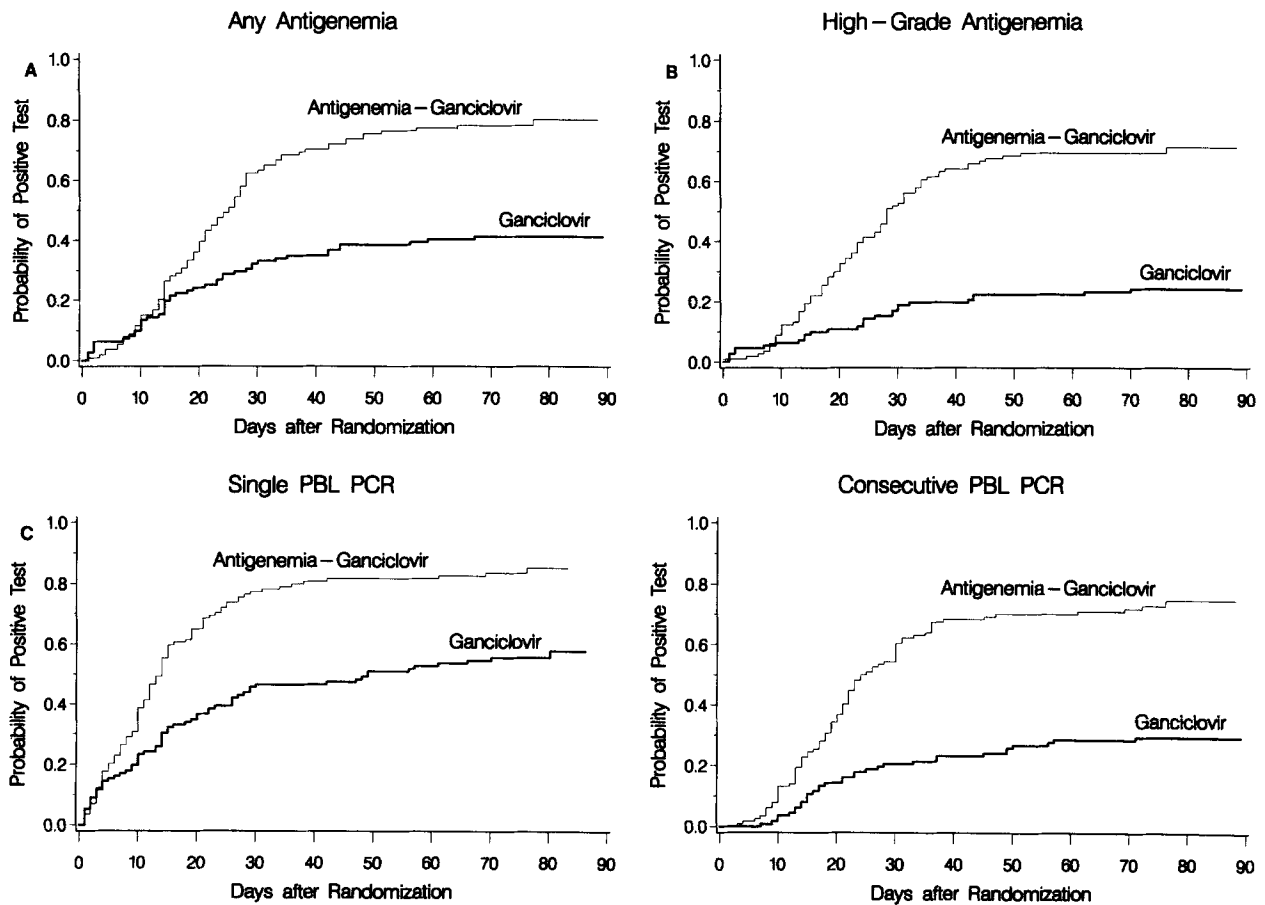 Any Antigenemia
A
Probability of Positive Test
1.0
0.8
0.6
0.4
0.2
0.0
Antigenemia – Ganciclovir
Ganciclovir
0 10 20 30 40 50 60 70 80 90
Days after Randomization
High – Grade Antigenemia
B
Probability of Positive Test
1.0
0.8
0.6
0.4
0.2
0.0
Antigenemia – Ganciclovir
Ganciclovir
0 10 20 30 40 50 60 70 80 90
Days after Randomization
Single PBL PCR
C
Probability of Positive Test
1.0
0.8
0.6
0.4
0.2
0.0
Antigenemia – Ganciclovir
Ganciclovir
0 10 20 30 40 50 60 70 80 90
Days after Randomization
Consecutive PBL PCR
Probability of Positive Test
1.0
0.8
0.6
0.4
0.2
0.0
Antigenemia – Ganciclovir
Ganciclovir
0 10 20 30 40 50 60 70 80 90
Days after Randomization